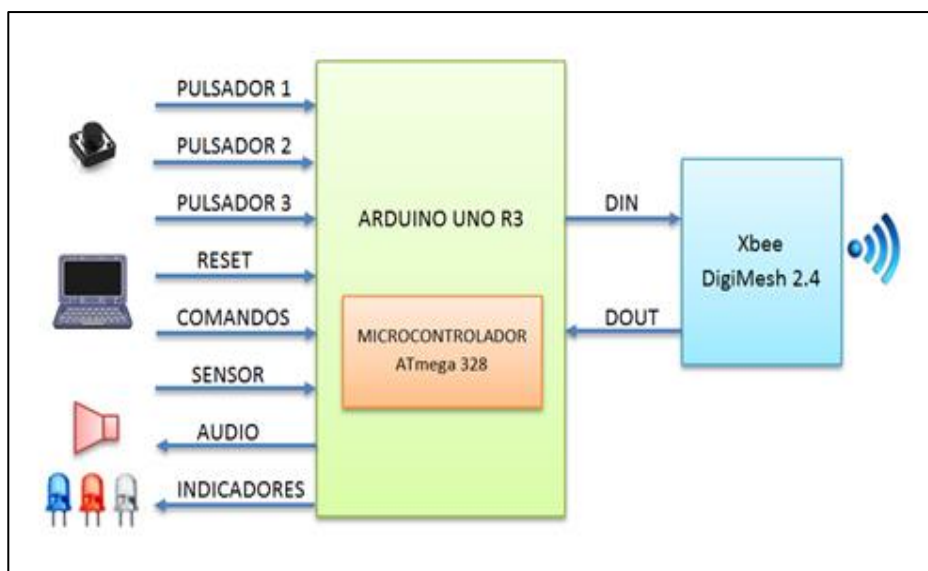 PULSADOR 1
PULSADOR 2
PULSADOR 3
RESET
COMANDOS
SENSOR
AUDIO
INDICADORES
ARDUINO UNO R3
MICROCONTROLADOR
ATmega 328
DIN
DOUT
Xbee
DigiMesh 2.4